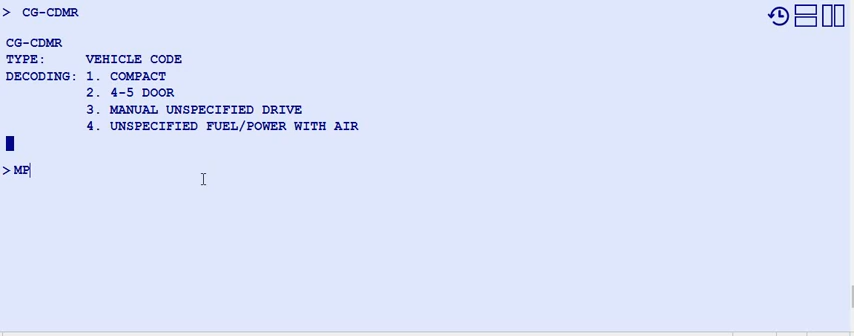 > CG-CDMR
CG-CDMR
TYPE: VEHICLE CODE
DECODING: 1. COMPACT
2. 4-5 DOOR
3. MANUAL UNSPECIFIED DRIVE
4. UNSPECIFIED FUEL/POWER WITH AIR
> MP